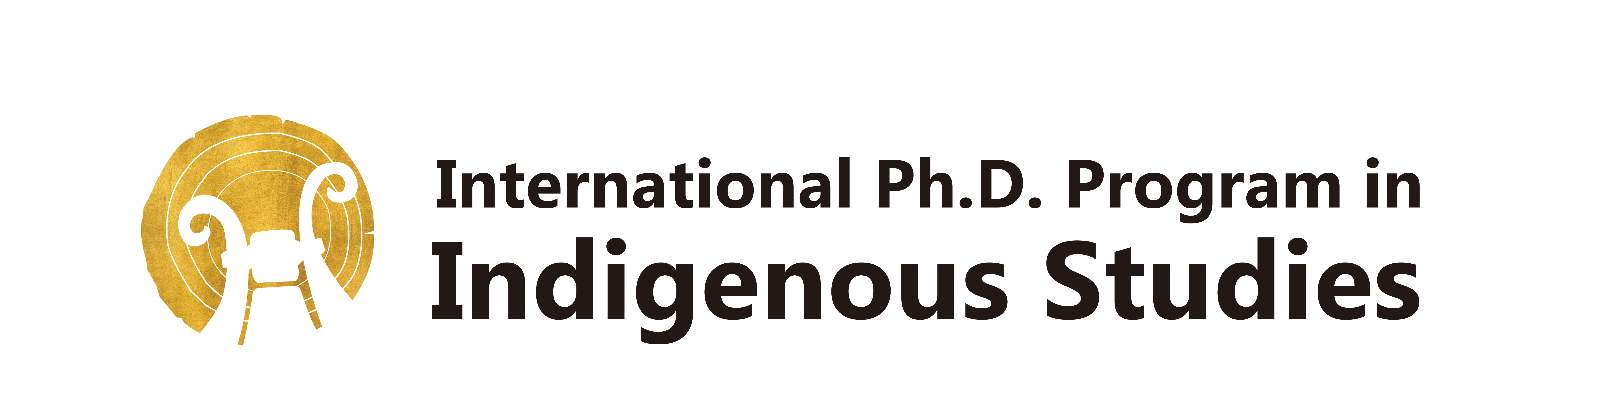 International Ph.D. Program in
Indigenous Studies